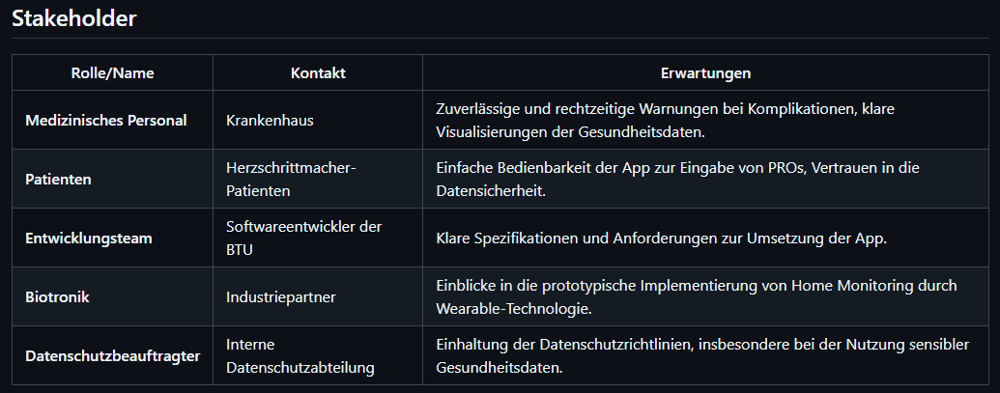 Stakeholder
Rolle/Name Kontakt Erwartungen
Medizinisches Personal Krankenhaus Zuverlässige und rechtzeitige Warnungen bei Komplikationen, klare
Visualisierungen der Gesundheitsdaten.
Patienten Herzschrittmacher-
Patienten Einfache Bedienbarkeit der App zur Eingabe von PROs, Vertrauen in die
Datensicherheit.
Entwicklungsteam Softwareentwickler der
BTU Klare Spezifikationen und Anforderungen zur Umsetzung der App.
Biotronik Industriepartner Einblicke in die prototypische Implementierung von Home Monitoring durch
Wearable-Technologie.
Datenschutzbeauftragter Interne
Datenschutzabteilung Einhaltung der Datenschutzrichtlinien, insbesondere bei der Nutzung sensibler
Gesundheitsdaten.